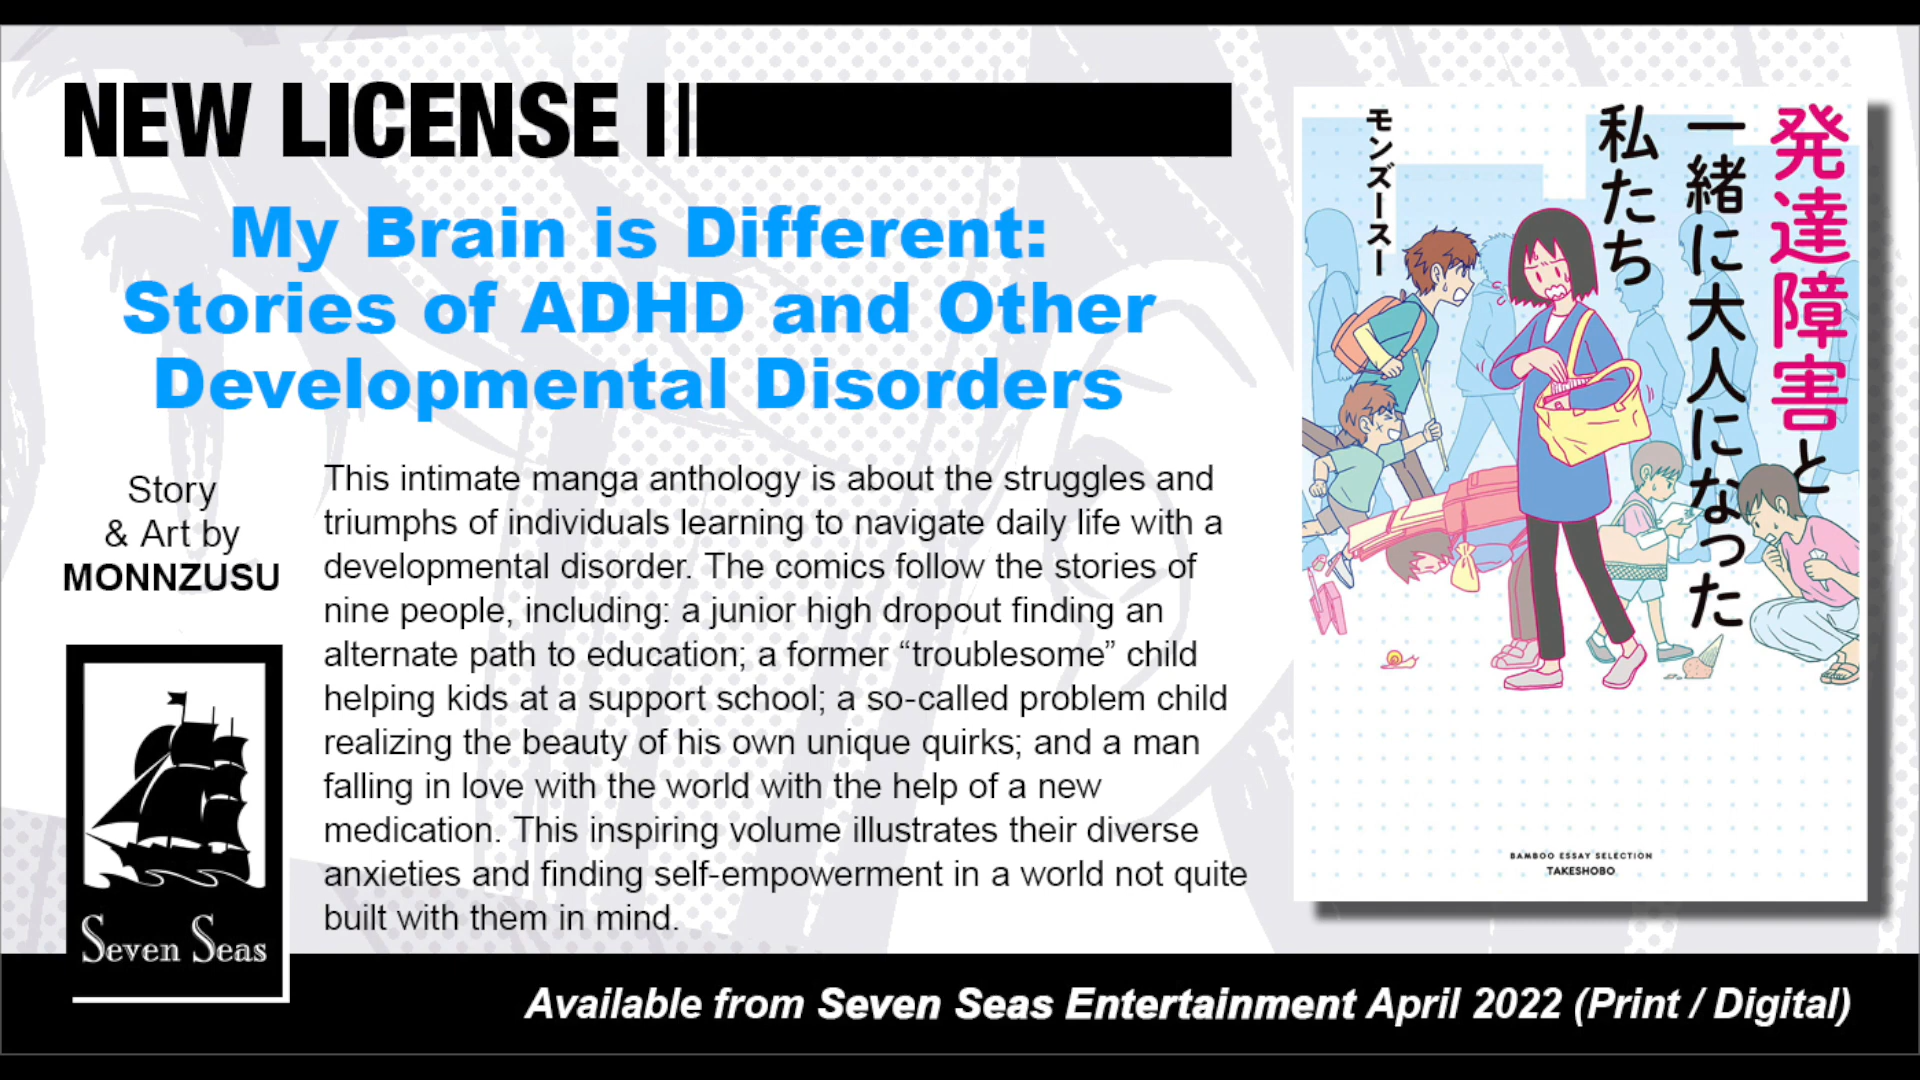 NEW LICENSE
My Brain is Different:
Stories of ADHD and Other
Developmental Disorders
Story
& Art by
MONNZUSU
This intimate manga anthology is about the struggles and
triumphs of individuals learning to navigate daily life with a
developmental disorder. The comics follow the stories of
nine people, including: a junior high dropout finding an
alternate path to education; a former “troublesome” child
helping kids at a support school; a so-called problem child
realizing the beauty of his own unique quirks; and a man
falling in love with the world with the help of a new
medication. This inspiring volume illustrates their diverse
anxieties and finding self-empowerment in a world not quite
built with them in mind.
Seven Seas
発達障害と
一緒に大人になった
私たち
モンズースー
BAMBOO ESSAY SELECTION
TAKESHOBO
Available from Seven Seas Entertainment April 2022 (Print / Digital)